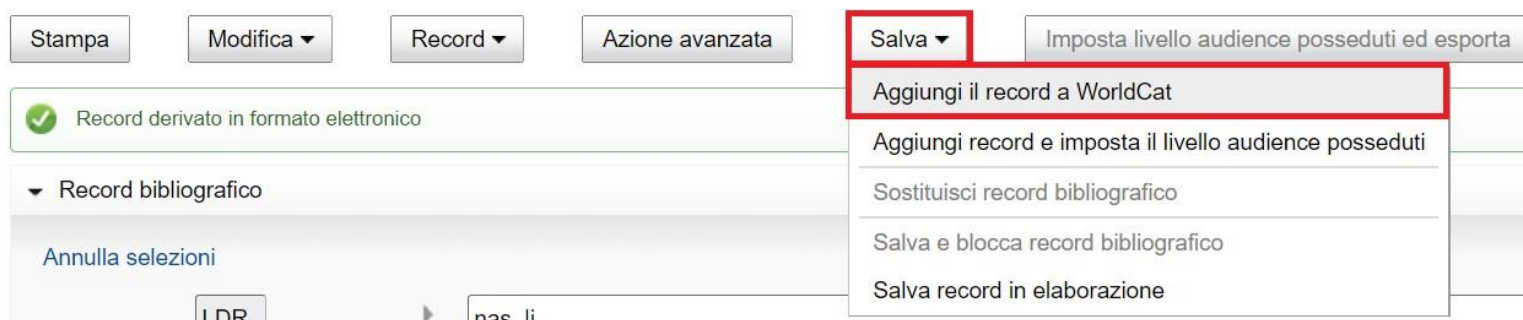 Stampa Modifica Record Azione avanzata Salva Imposta livello audience posseduti ed esporta
Aggiungi il record a WorldCat
Record derivato in formato elettronico
Aggiungi record e imposta il livello audience posseduti
Record bibliografico
Sostituisci record bibliografico
Salva e blocca record bibliografico
Annulla selezioni
Salva record in elaborazione
LDR